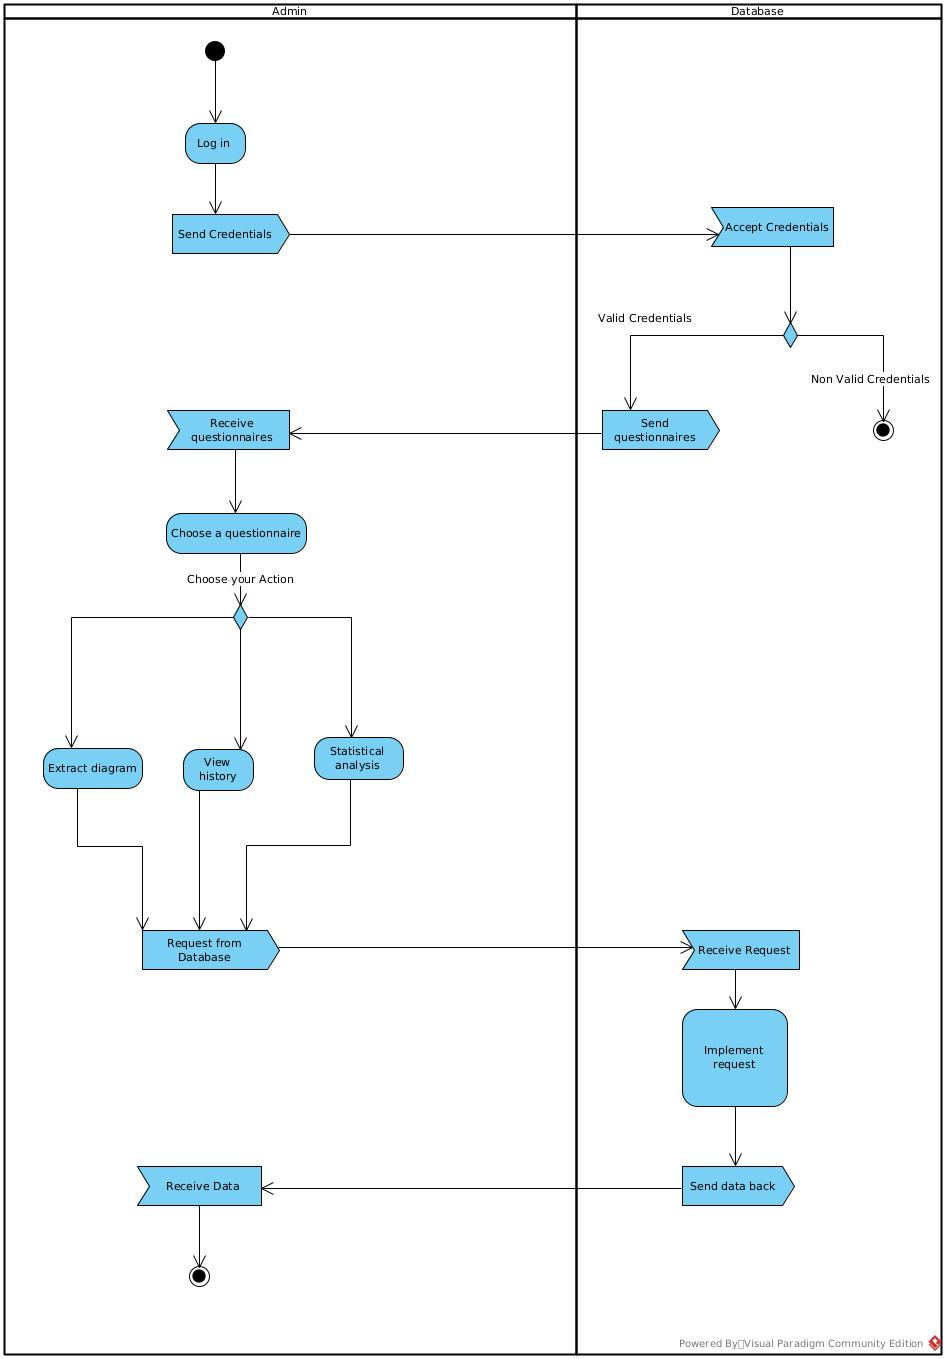 Admin
Database
Log in
Send Credentials
Accept Credentials
Valid Credentials
Non Valid Credentials
Receive
questionnaires
Send
questionnaires
Choose a questionnaire
Choose your Action
Extract diagram
View
history
Statistical
analysis
Request from
Database
Receive Request
Implement
request
Receive Data
Send data back
Powered By Visual Paradigm Community Edition